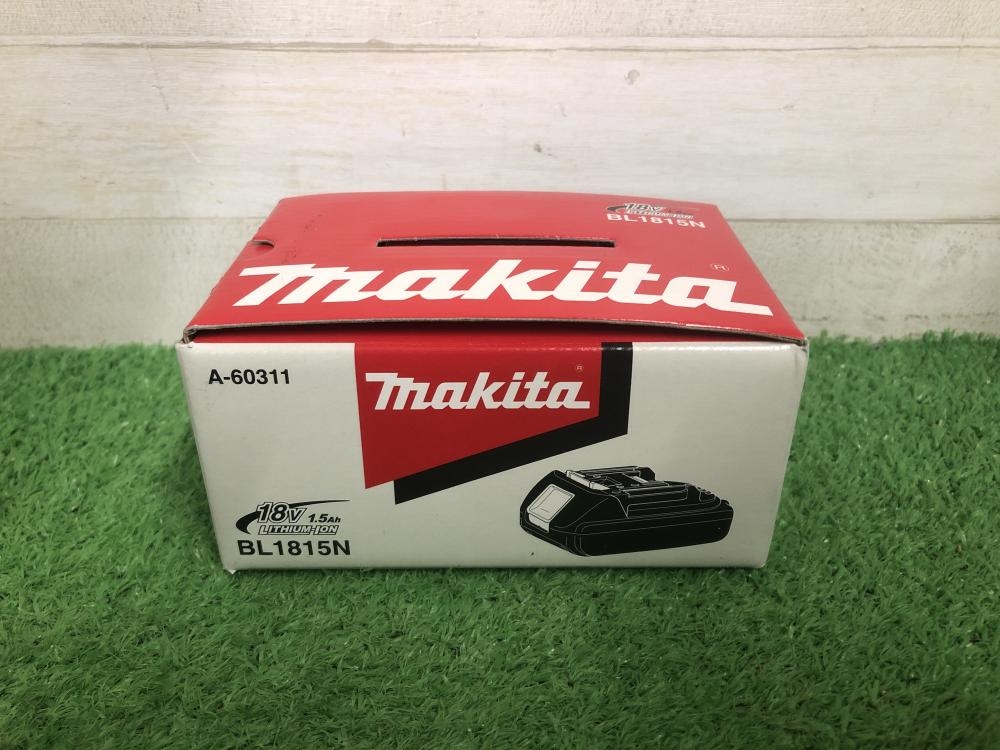 18V
LITHIUM-ION
BL1815N
makita®
A-60311
makita®
18V 1.5Ah
LITHIUM-ION
BL1815N